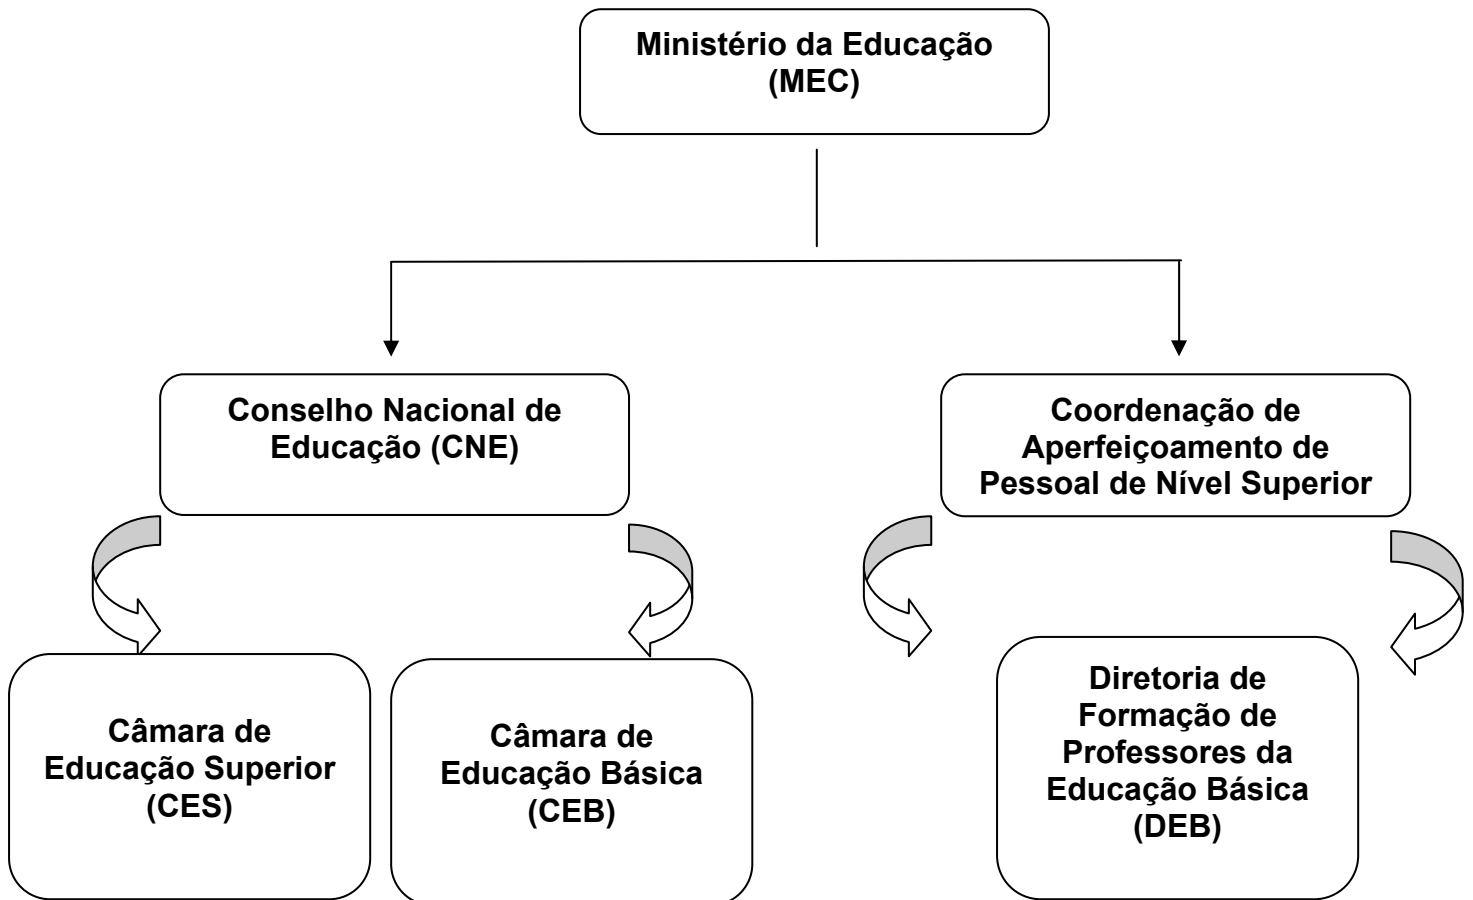 Ministério da Educação
(MEC)
Conselho Nacional de
Educação (CNE)
Coordenação de
Aperfeiçoamento de
Pessoal de Nível Superior
Câmara de
Educação Superior
(CES)
Câmara de
Educação Básica
(CEB)
Diretoria de
Formação de
Professores da
Educação Básica
(DEB)